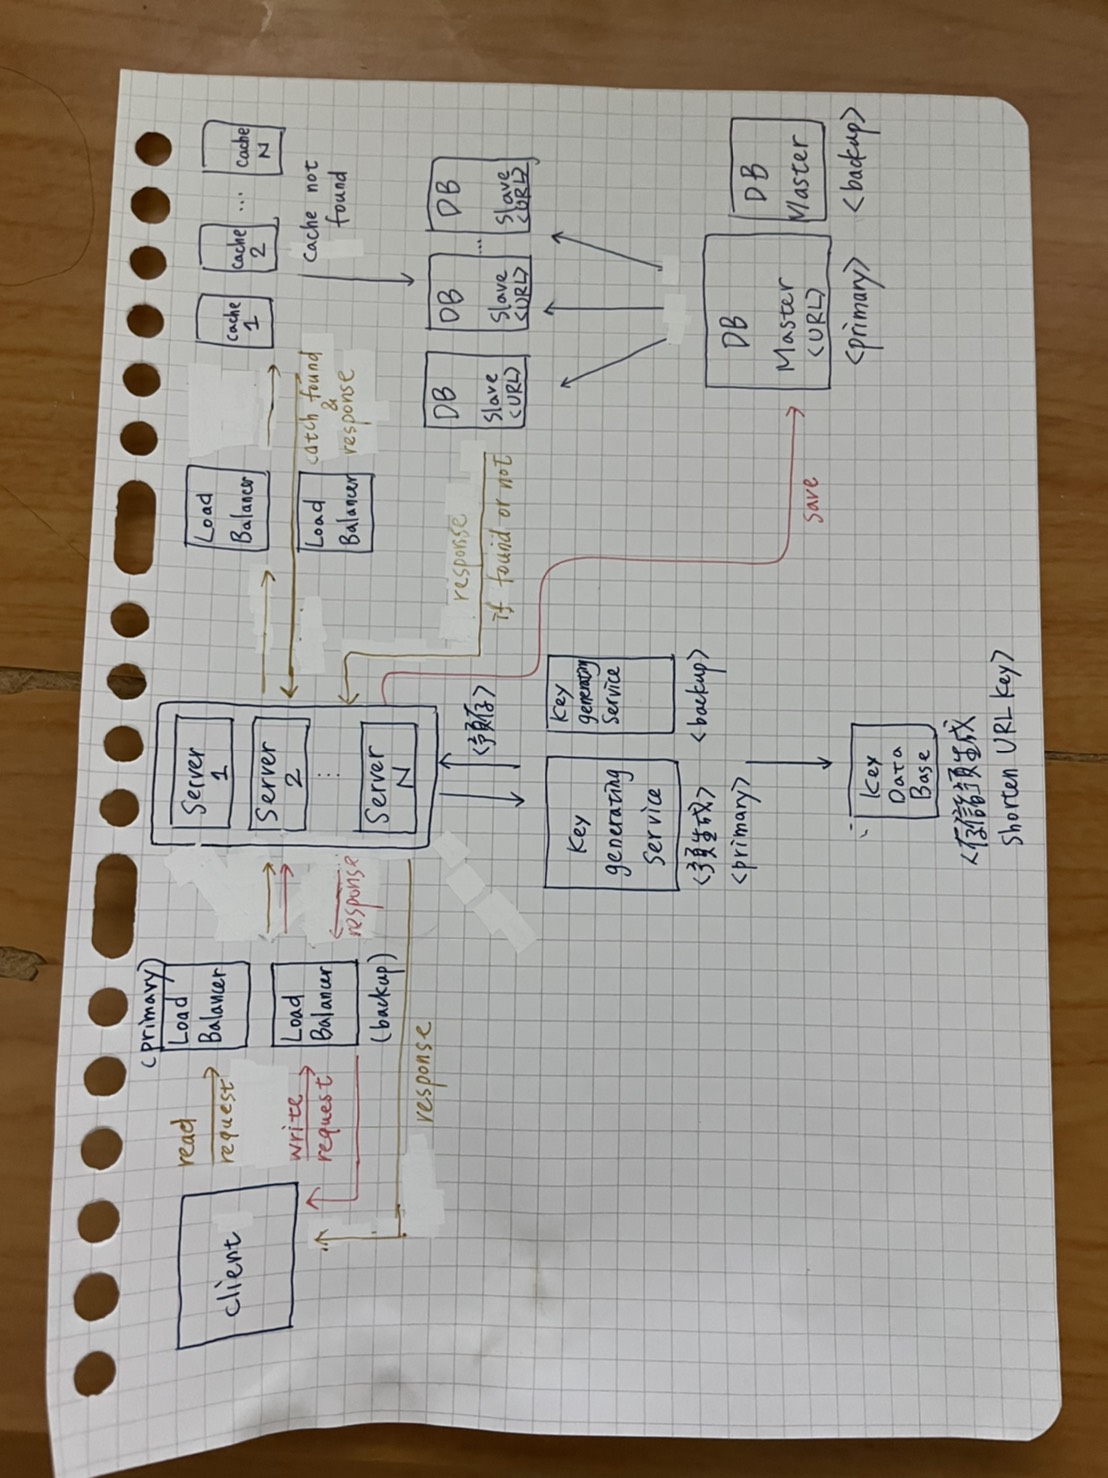 client
read
request
write
request
response
(primary)
Load
Balancer
Load
Balancer
(backup)
response
Server
1
Server
2
⋮
Server
N
<預存>
Key
generating
Service
<預生成>
<primary>
Key
generating
Service
<backup>
Key
Data
Base
<存儲預生成
Shorten URL Key>
Load
Balancer
Load
Balancer
catch found
&
response
response
if found or not
save
Cache
1
Cache
2
...
Cache
N
Cache not
found
DB
Slave
<URL>
DB
Slave
<URL>
...
DB
Slave
<URL>
DB
Master
<URL>
<primary>
DB
Master
<backup>